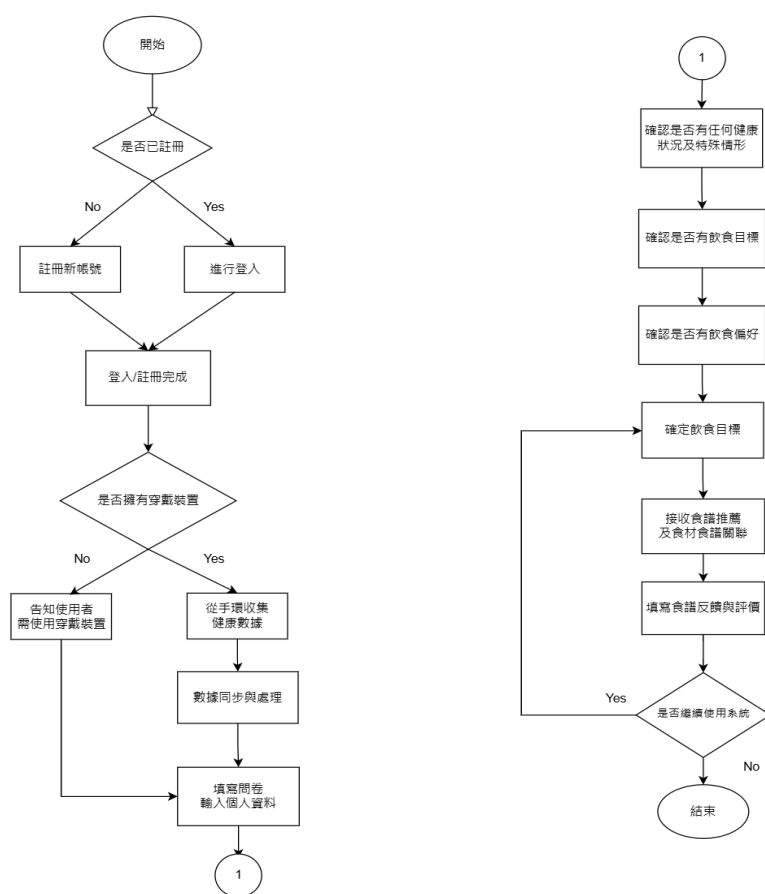 開始
是否已註冊
No
Yes
註冊新帳號
進行登入
登入/註冊完成
是否擁有穿戴裝置
No
Yes
告知使用者
需使用穿戴裝置
從手環收集
健康數據
數據同步與處理
填寫問卷
輸入個人資料
1
1
確認是否有任何健康
狀況及特殊情形
確認是否有飲食目標
確認是否有飲食偏好
確定飲食目標
接收食譜推薦
及食材食譜關聯
填寫食譜反饋與評價
Yes
是否繼續使用系統
No
結束